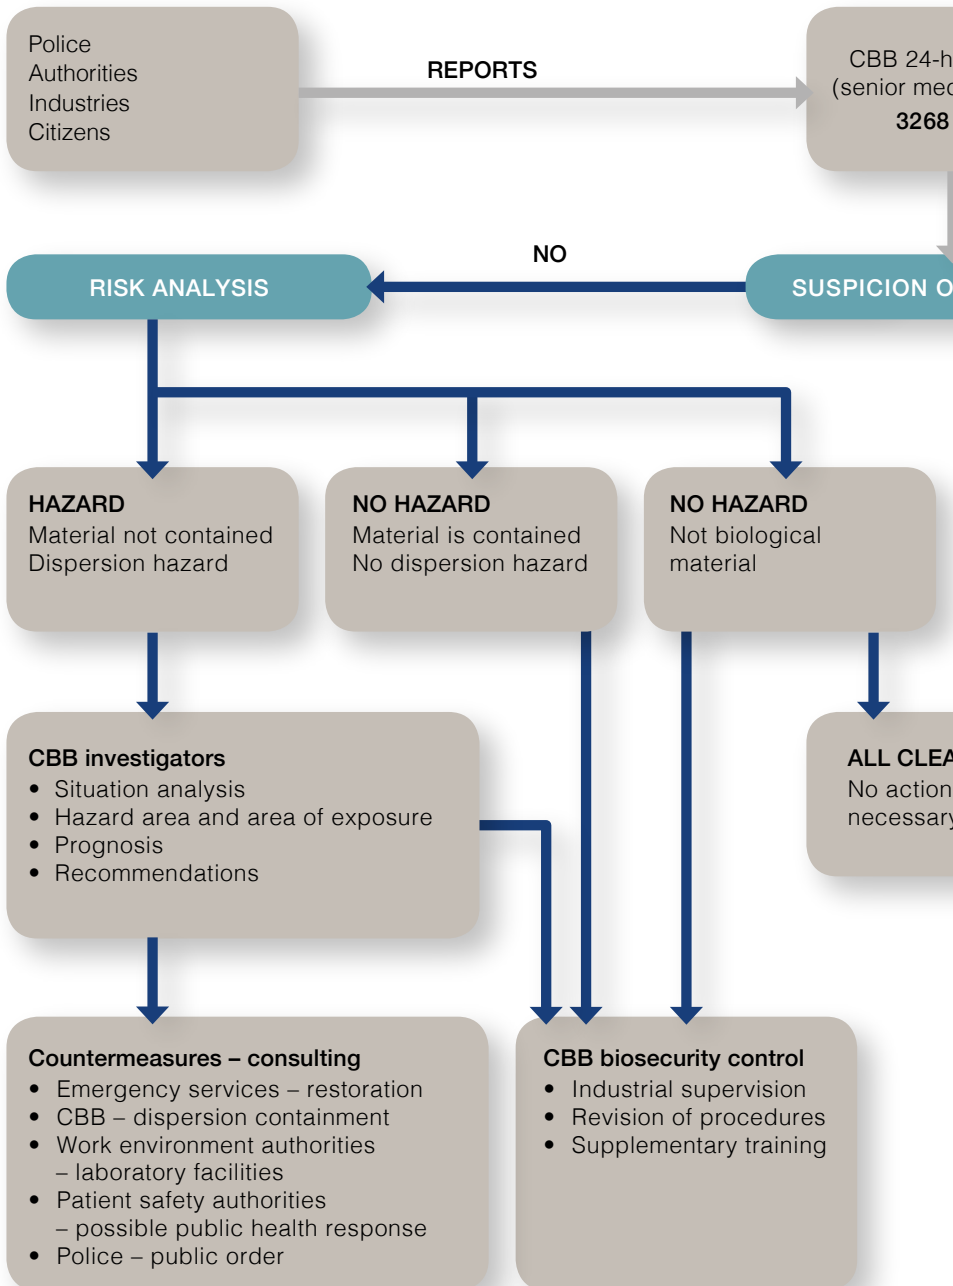 Police
Authorities
Industries
Citizens
REPORTS
CBB 24-h
(senior med
3268
NO
RISK ANALYSIS
SUSPICION O
HAZARD
Material not contained
Dispersion hazard
NO HAZARD
Material is contained
No dispersion hazard
NO HAZARD
Not biological
material
CBB investigators
• Situation analysis
• Hazard area and area of exposure
• Prognosis
• Recommendations
ALL CLEA
No action
necessary
Countermeasures – consulting
• Emergency services – restoration
• CBB – dispersion containment
• Work environment authorities
– laboratory facilities
• Patient safety authorities
– possible public health response
• Police – public order
CBB biosecurity control
• Industrial supervision
• Revision of procedures
• Supplementary training